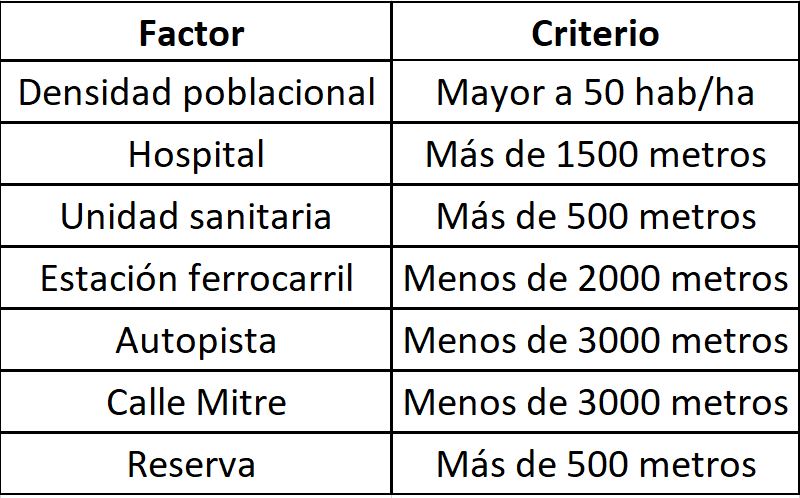 Factor Criterio
Densidad poblacional Mayor a 50 hab/ha
Hospital Más de 1500 metros
Unidad sanitaria Más de 500 metros
Estación ferrocarril Menos de 2000 metros
Autopista Menos de 3000 metros
Calle Mitre Menos de 3000 metros
Reserva Más de 500 metros